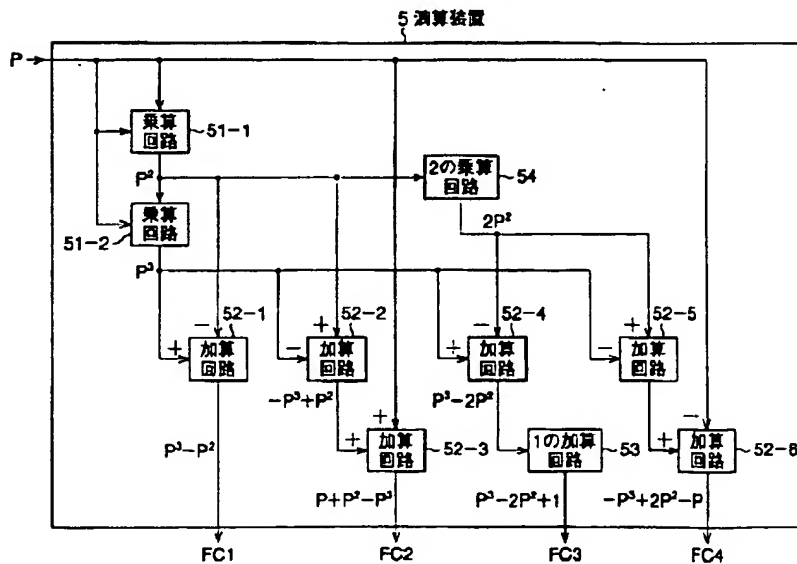 5 演算装置
P
乗算
回路
51-1
P²
2の乗算
回路
54
乗算
回路
51-2
2P²
P³
52-1
52-2
52-4
52-5
−
+
−
+
+
−
+
−
加算
回路
加算
回路
加算
回路
加算
回路
−P³+P²
P³−2P²
+
−
P³−P²
+
加算
回路
52-3
1の加算
回路
53
+
加算
回路
52-6
P+P²−P³
P³−2P²+1
−P³+2P²−P
FC1
FC2
FC3
FC4